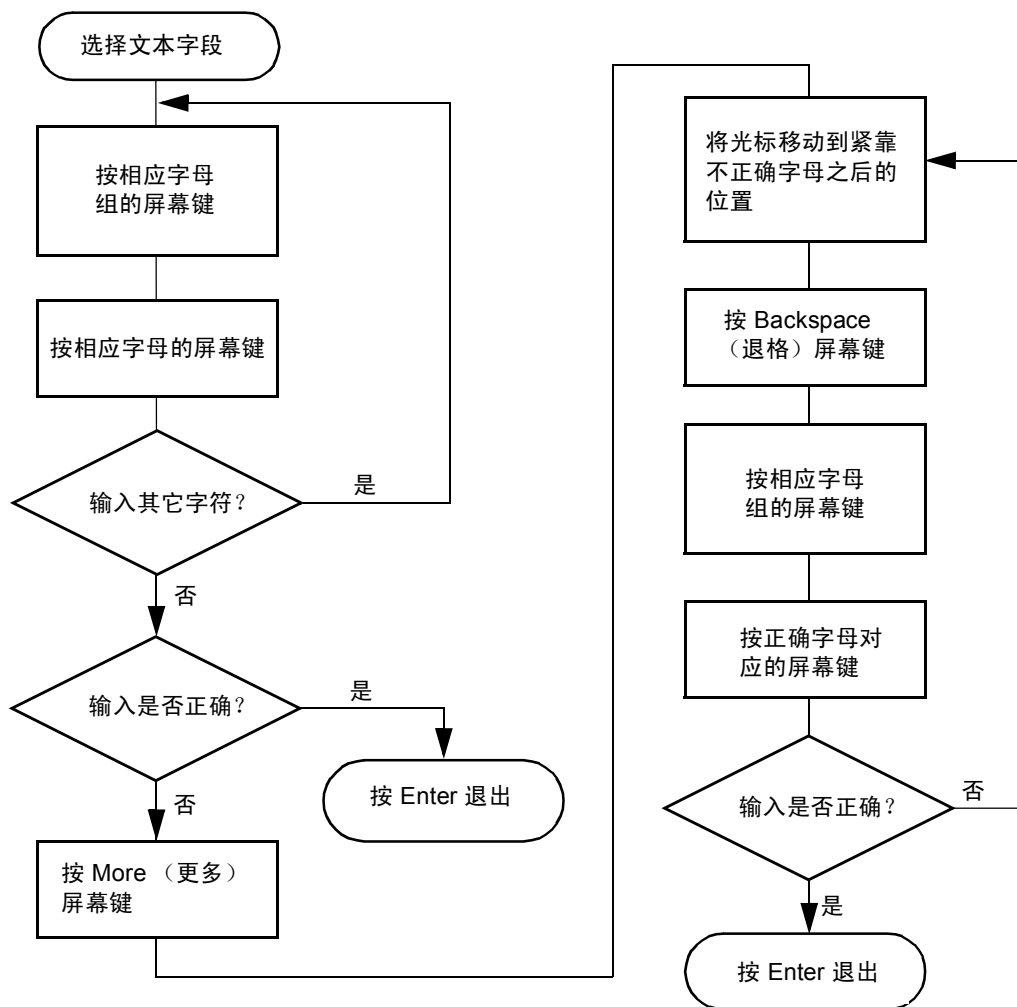 选择文本字段
按相应字母
组的屏幕键
按相应字母的屏幕键
输入其它字符？
是
否
输入是否正确？
是
否
按 Enter 退出
按 More （更多）
屏幕键
将光标移动到紧靠
不正确字母之后的
位置
按 Backspace
（退格）屏幕键
按相应字母
组的屏幕键
按正确字母对
应的屏幕键
输入是否正确？
否
是
按 Enter 退出